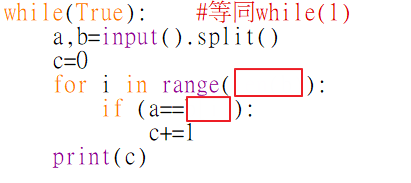 while(True):    #等同while(1)
    a,b=input().split()
    c=0
    for i in range(      ):
        if (a==    ):
            c+=1
    print(c)